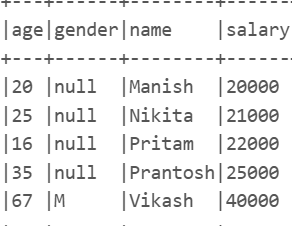 +---+------+--------+------
|age|gender|name    |salary
+---+------+--------+------
|20 |null  |Manish  |20000
|25 |null  |Nikita  |21000
|16 |null  |Pritam  |22000
|35 |null  |Prantosh|25000
|67 |M     |Vikash  |40000